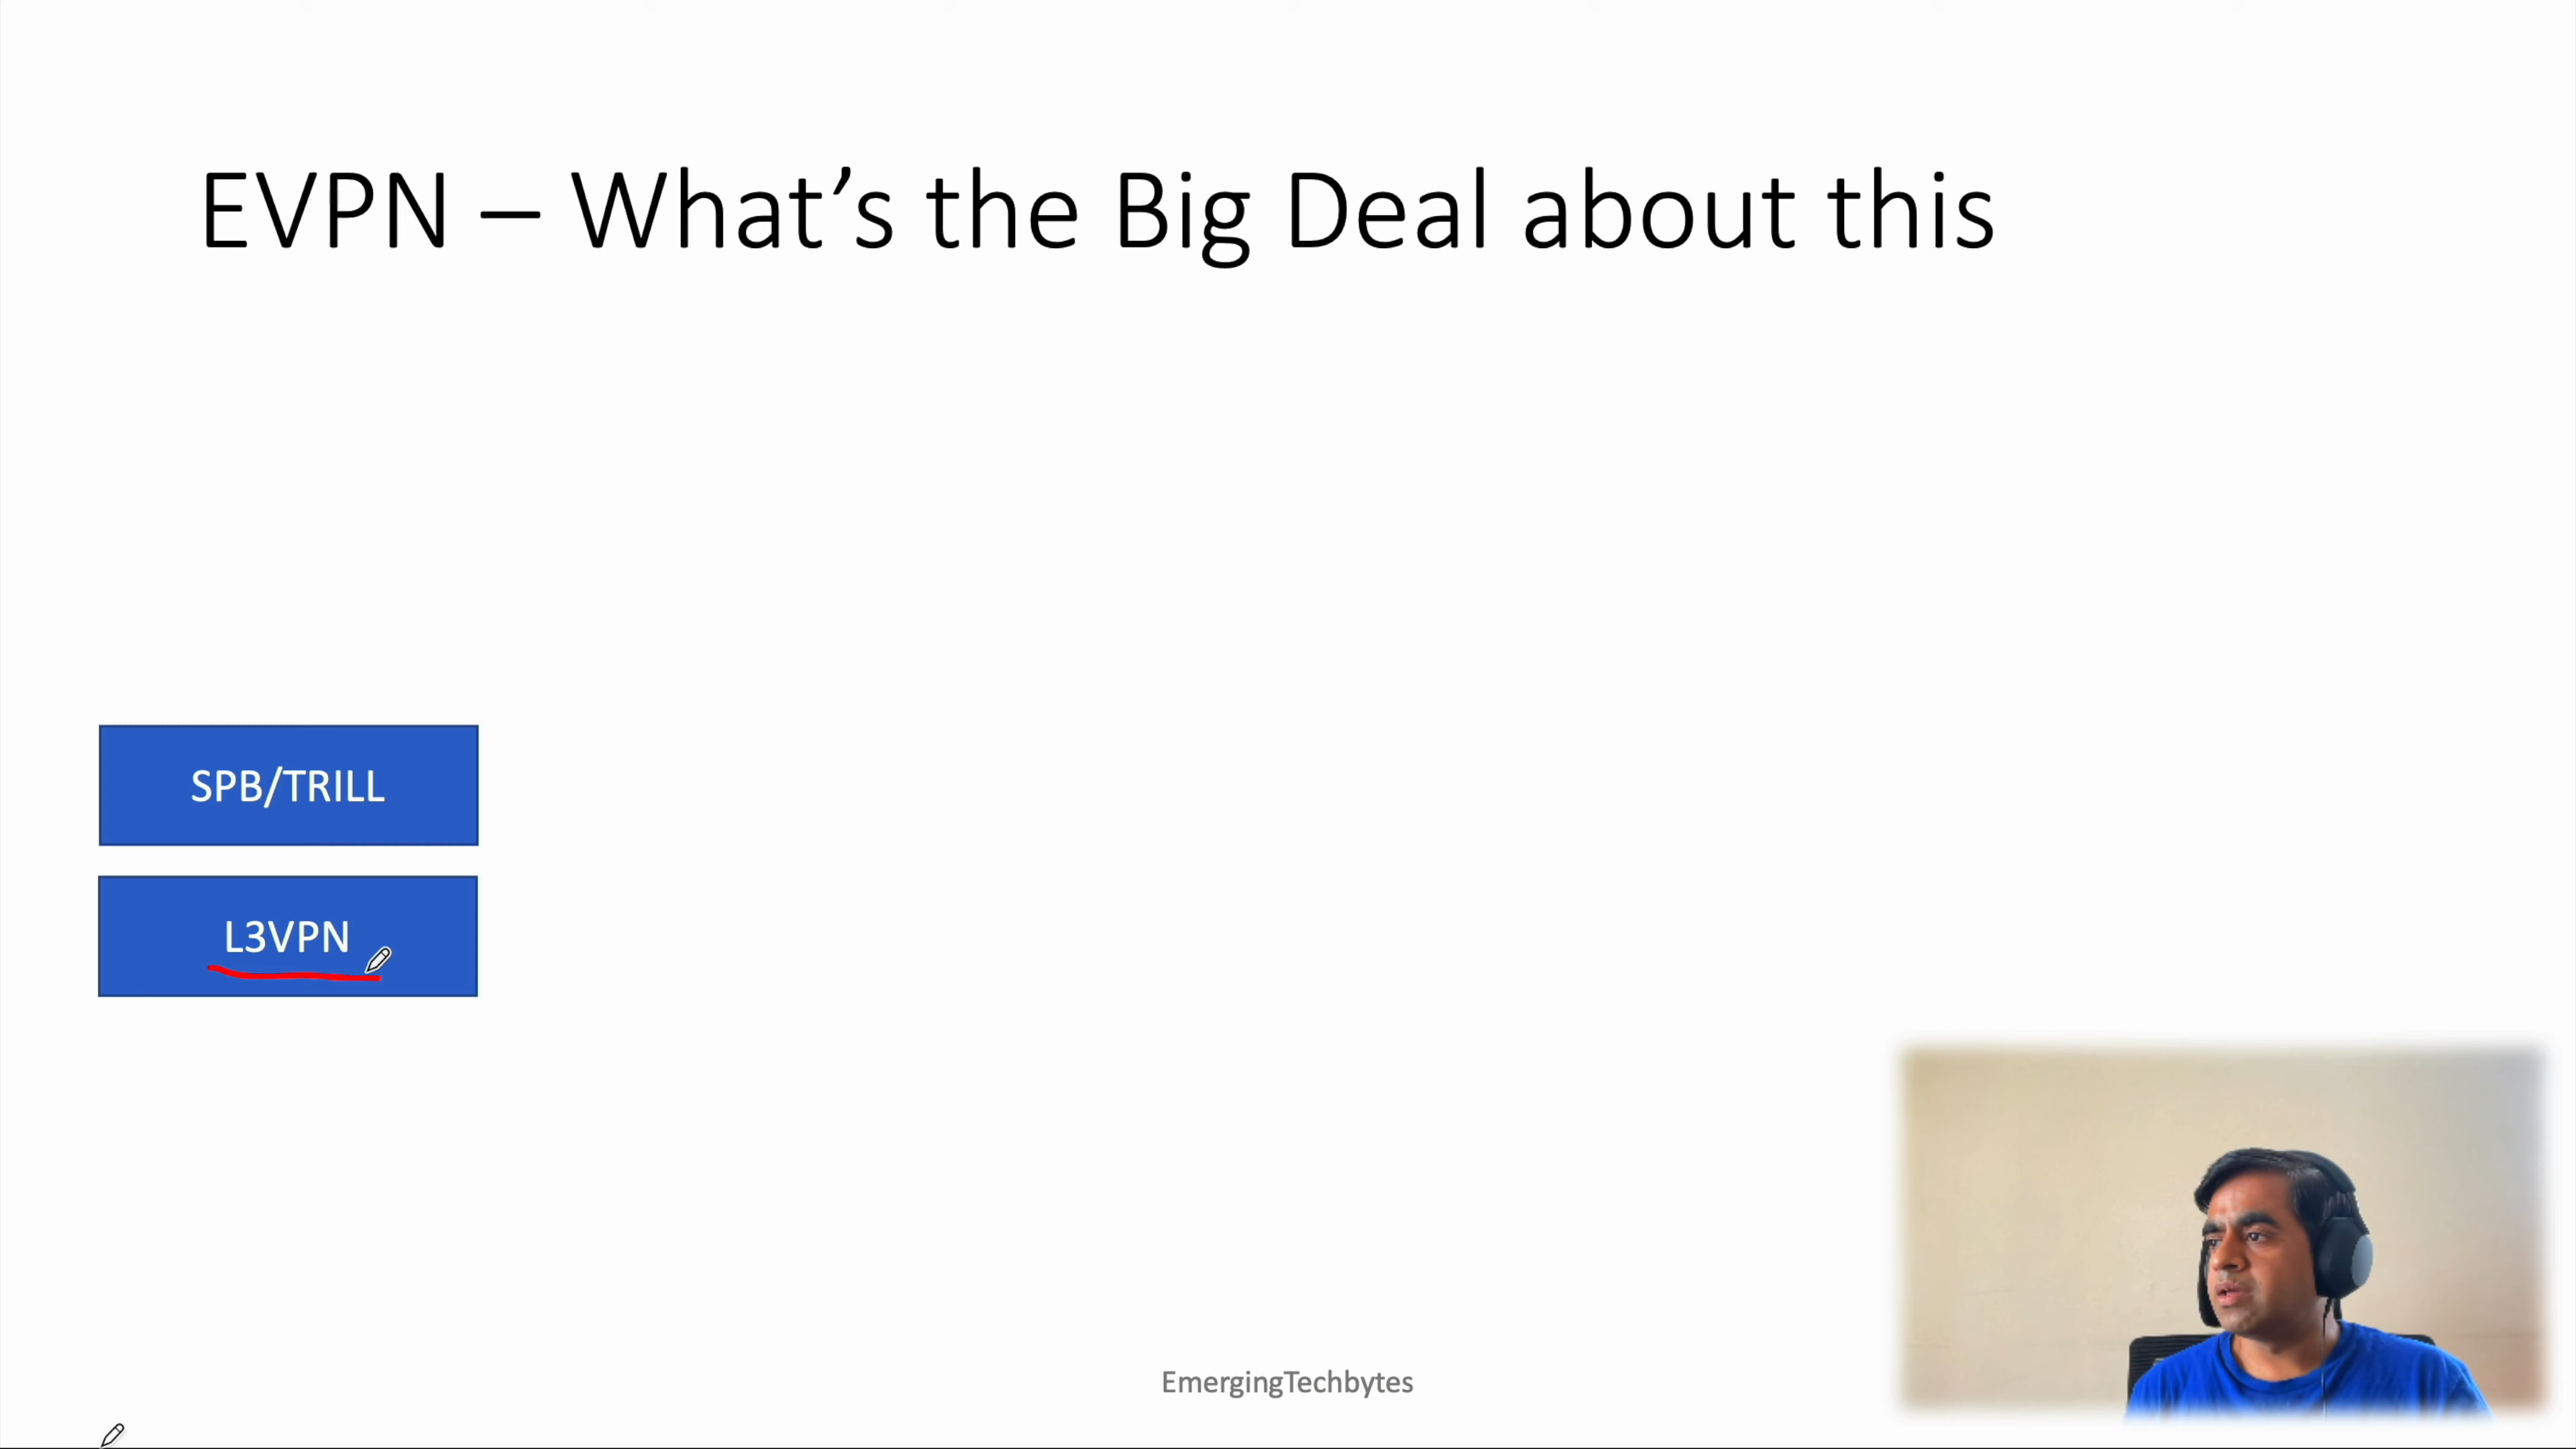 EVPN – What’s the Big Deal about this
SPB/TRILL
L3VPN
EmergingTechbytes